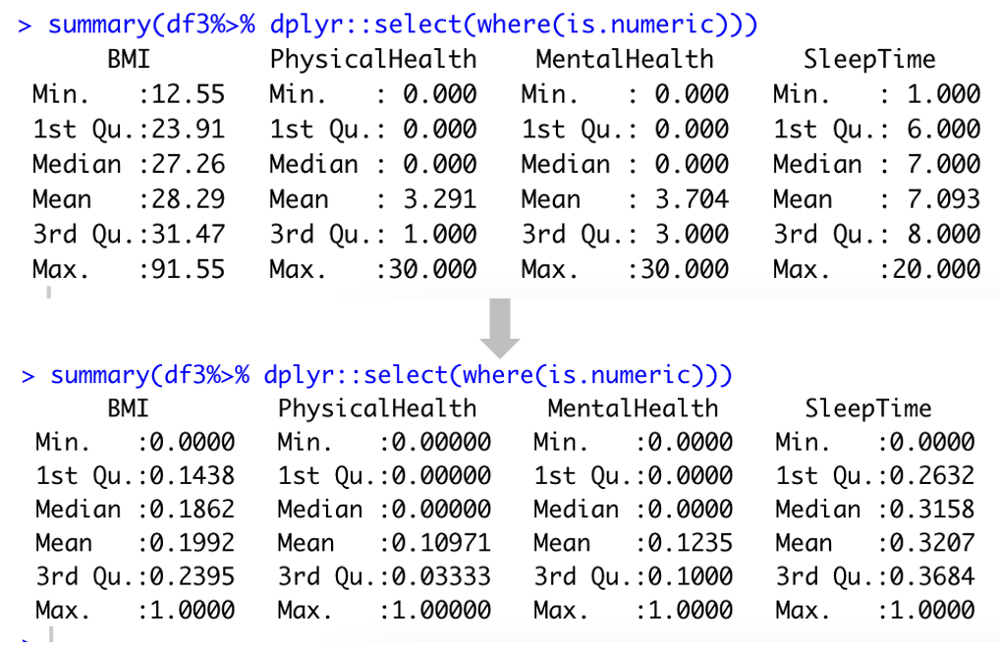 > summary(df3%>% dplyr::select(where(is.numeric)))
BMI PhysicalHealth MentalHealth SleepTime
Min. :12.55 Min. : 0.000 Min. : 0.000 Min. : 1.000
1st Qu.:23.91 1st Qu.: 0.000 1st Qu.: 0.000 1st Qu.: 6.000
Median :27.26 Median : 0.000 Median : 0.000 Median : 7.000
Mean :28.29 Mean : 3.291 Mean : 3.704 Mean : 7.093
3rd Qu.:31.47 3rd Qu.: 1.000 3rd Qu.: 3.000 3rd Qu.: 8.000
Max. :91.55 Max. :30.000 Max. :30.000 Max. :20.000
> summary(df3%>% dplyr::select(where(is.numeric)))
BMI PhysicalHealth MentalHealth SleepTime
Min. :0.0000 Min. :0.00000 Min. :0.0000 Min. :0.0000
1st Qu.:0.1438 1st Qu.:0.00000 1st Qu.:0.0000 1st Qu.:0.2632
Median :0.1862 Median :0.00000 Median :0.0000 Median :0.3158
Mean :0.1992 Mean :0.10971 Mean :0.1235 Mean :0.3207
3rd Qu.:0.2395 3rd Qu.:0.03333 3rd Qu.:0.1000 3rd Qu.:0.3684
Max. :1.0000 Max. :1.00000 Max. :1.0000 Max. :1.0000